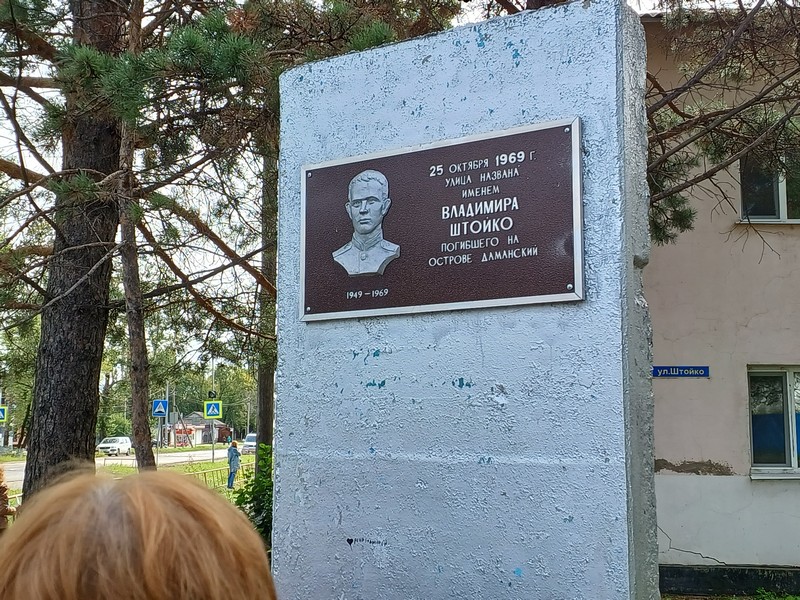 25 ОКТЯБРЯ 1969 Г.
УЛИЦА НАЗВАНА
ИМЕНЕМ
ВЛАДИМИРА
ШТОЙКО
ПОГИБШЕГО НА
ОСТРОВЕ ДАМАНСКИЙ
1949-1969
ул.Штойко